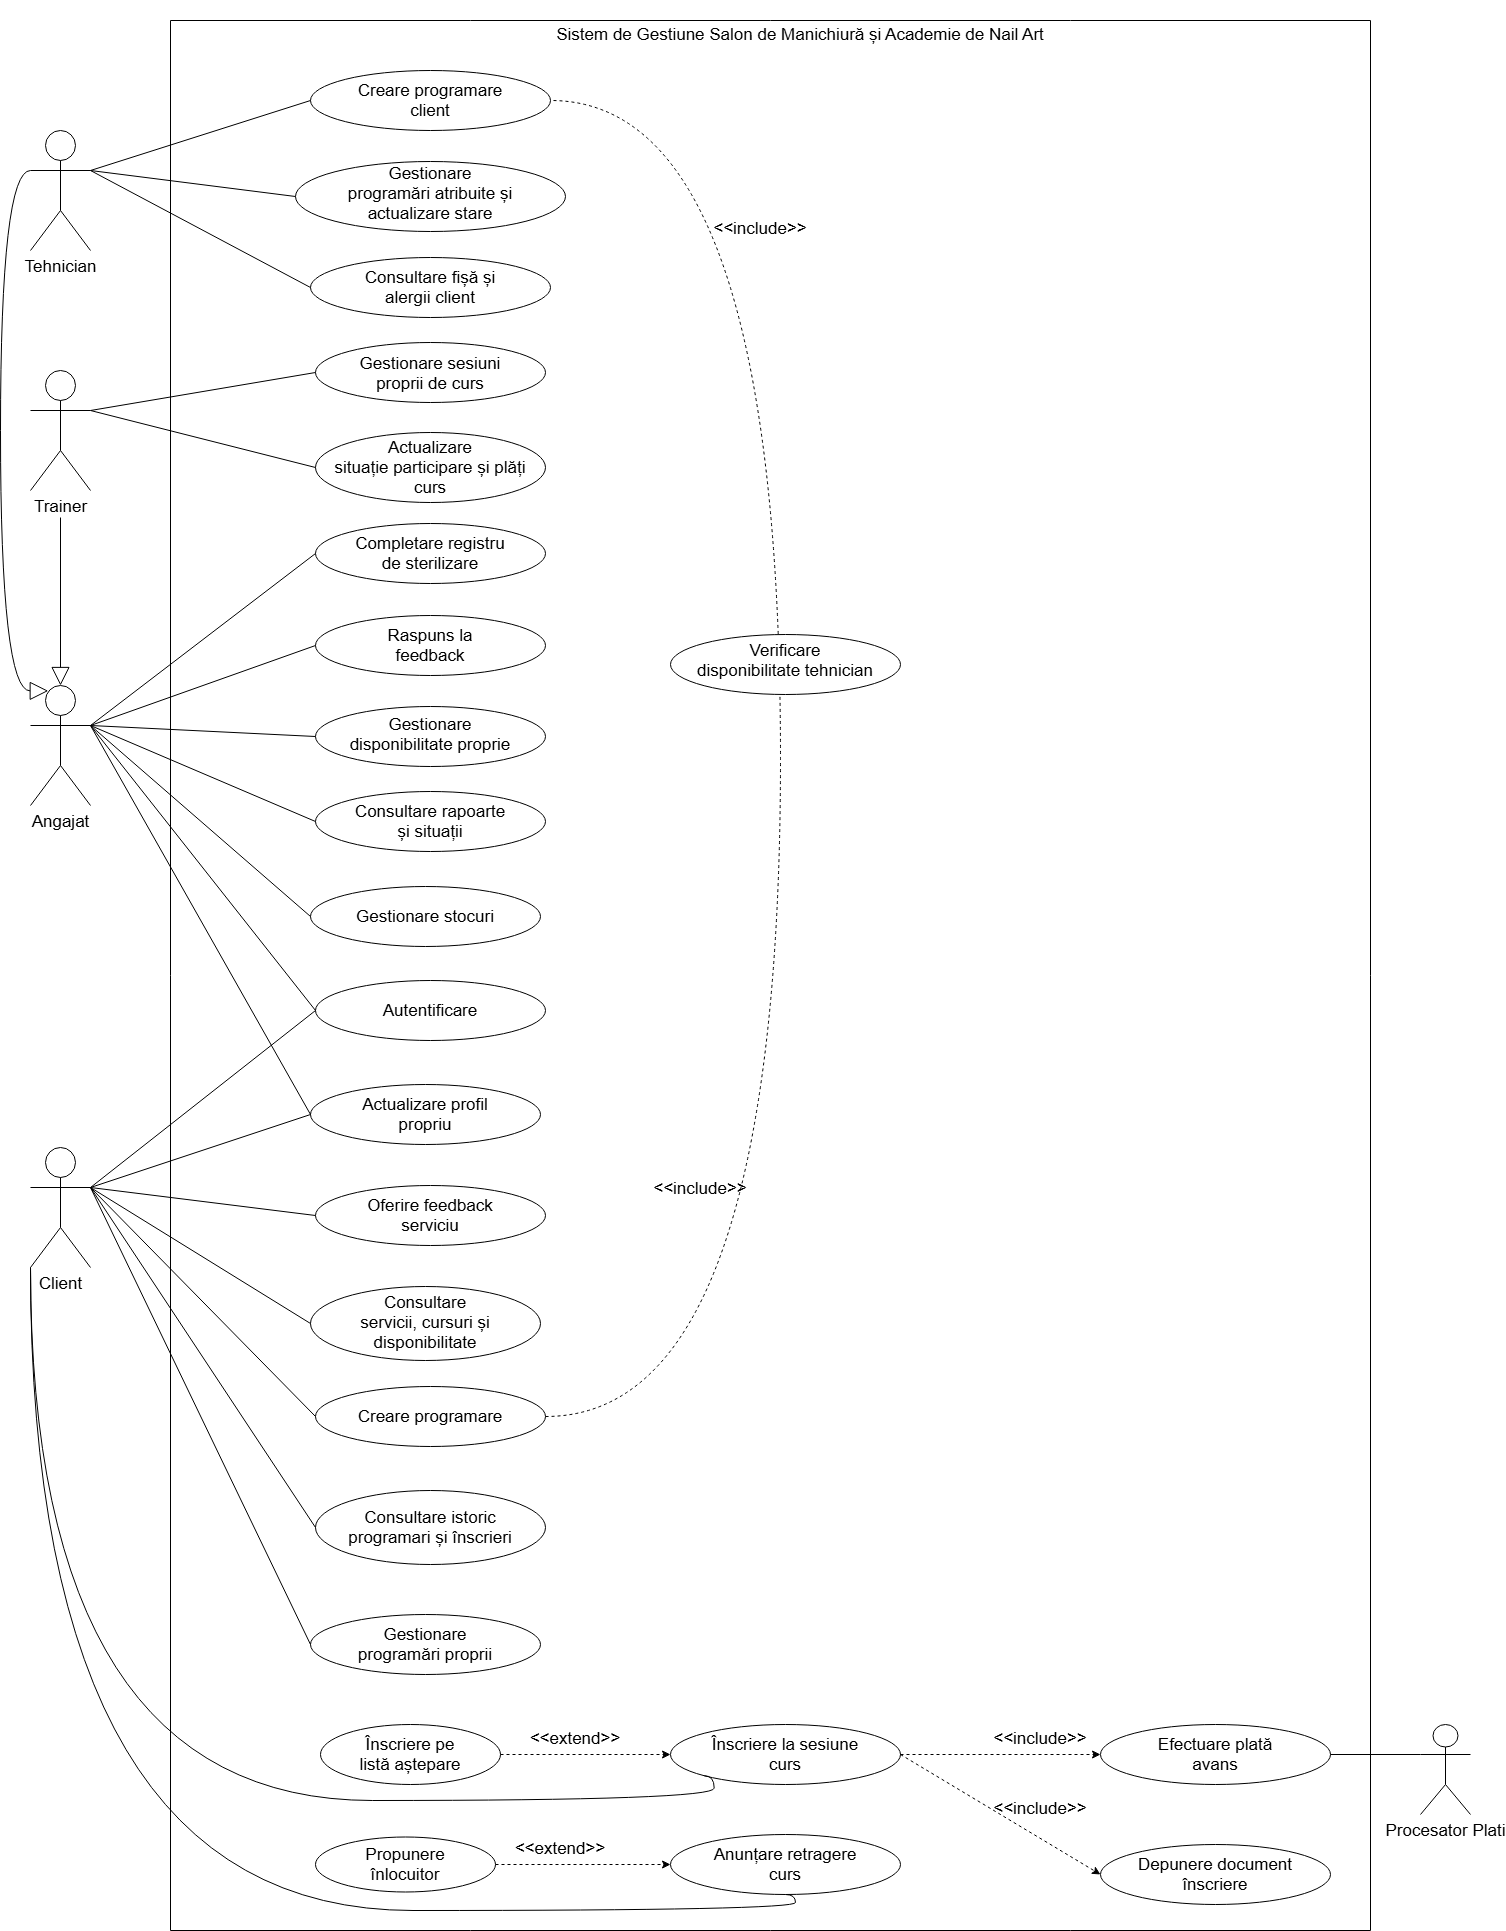 Sistem de Gestiune Salon de Manichiură și Academie de Nail Art
Creare programare
client
Gestionare
programări atribuite și
actualizare stare
<<include>>
Tehnician
Consultare fișă și
alergii client
Gestionare sesiuni
proprii de curs
Actualizare
situație participare și plăți
curs
Trainer
Completare registru
de sterilizare
Raspuns la
feedback
Verificare
disponibilitate tehnician
Gestionare
disponibilitate proprie
Consultare rapoarte
și situații
Angajat
Gestionare stocuri
Autentificare
Actualizare profil
propriu
<<include>>
Oferire feedback
serviciu
Client
Consultare
servicii, cursuri și
disponibilitate
Creare programare
Consultare istoric
programari și înscrieri
Gestionare
programări proprii
Înscriere pe
listă aștepare
<<extend>>
Înscriere la sesiune
curs
<<include>>
Efectuare plată
avans
<<include>>
Procesator Plati
Propunere
înlocuitor
<<extend>>
Anunțare retragere
curs
Depunere document
înscriere